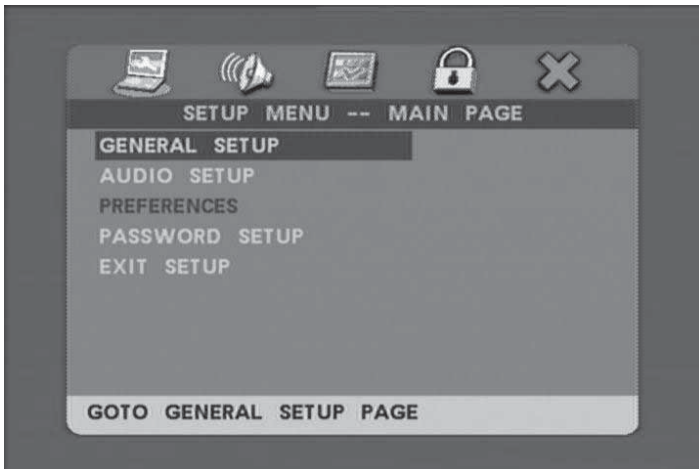 SETUP MENU -- MAIN PAGE
GENERAL SETUP
AUDIO SETUP
PREFERENCES
PASSWORD SETUP
EXIT SETUP
GOTO GENERAL SETUP PAGE